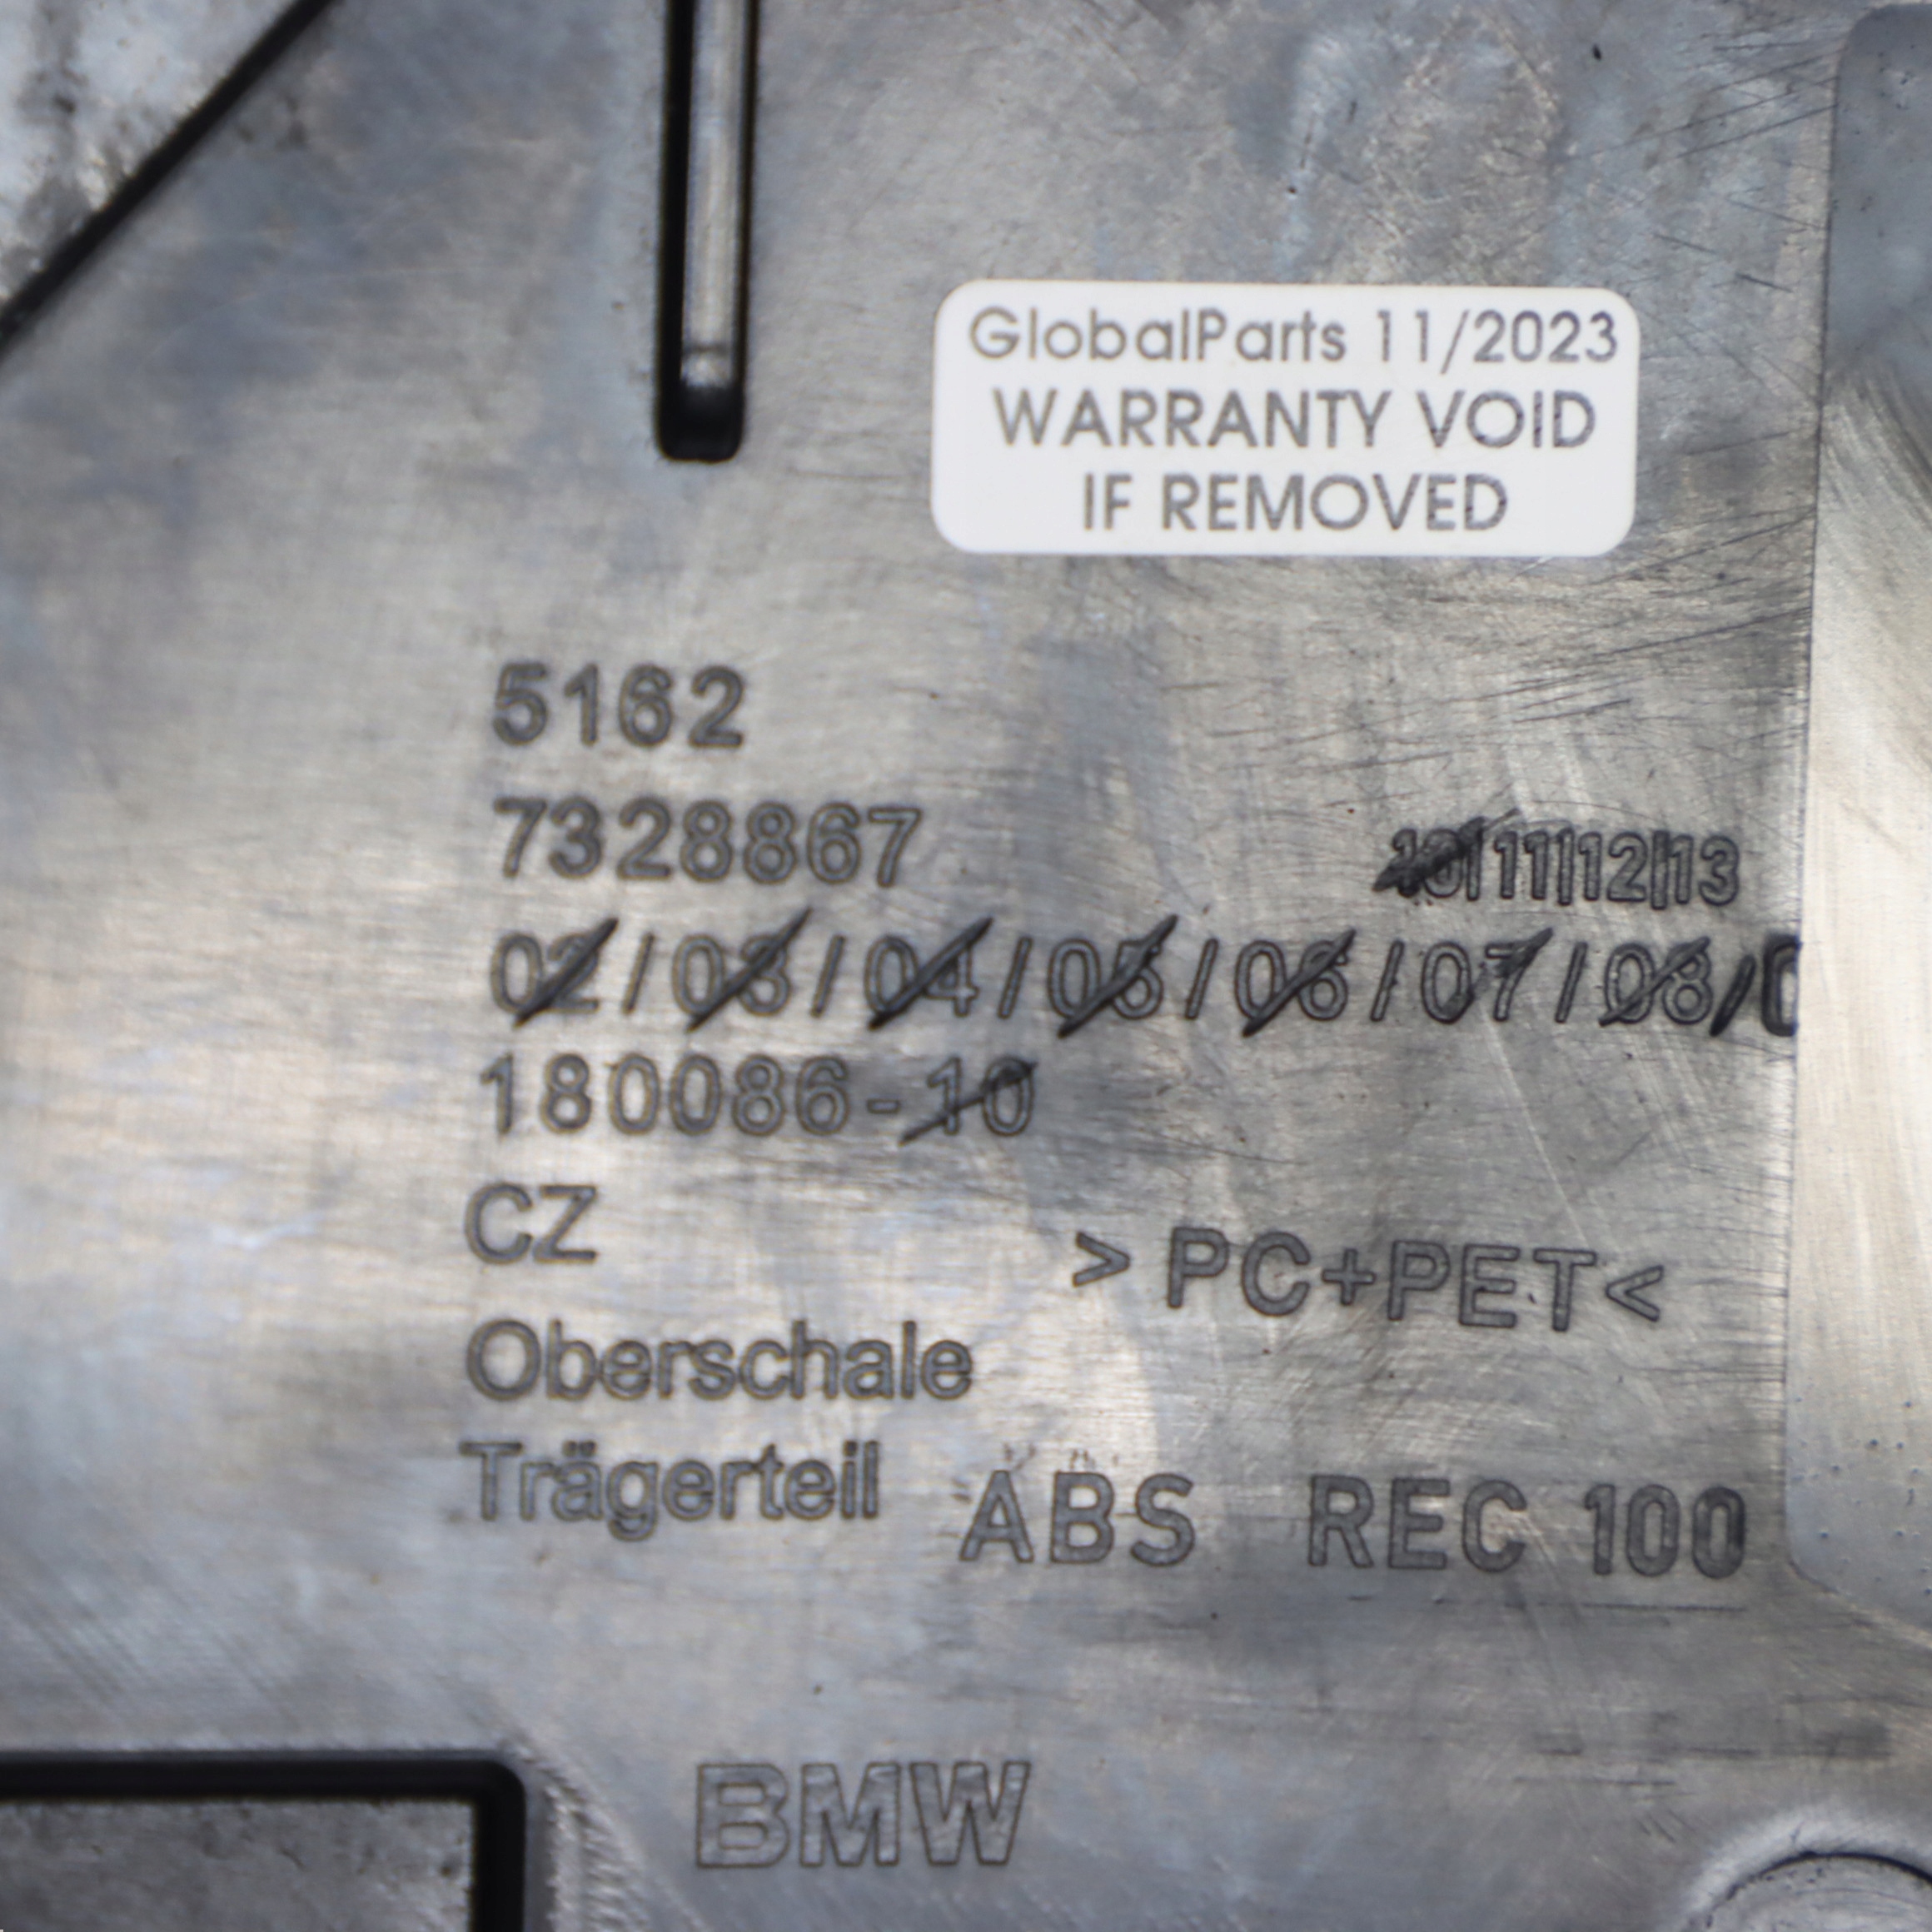 GlobalParts 11/2023
WARRANTY VOID
IF REMOVED
5162
7328867
10|11|12|13
02/03/04/05/06/07/08/0
180086-10
CZ
>PC+PET<
Oberschale
Trägerteil
ABS REC 100
BMW